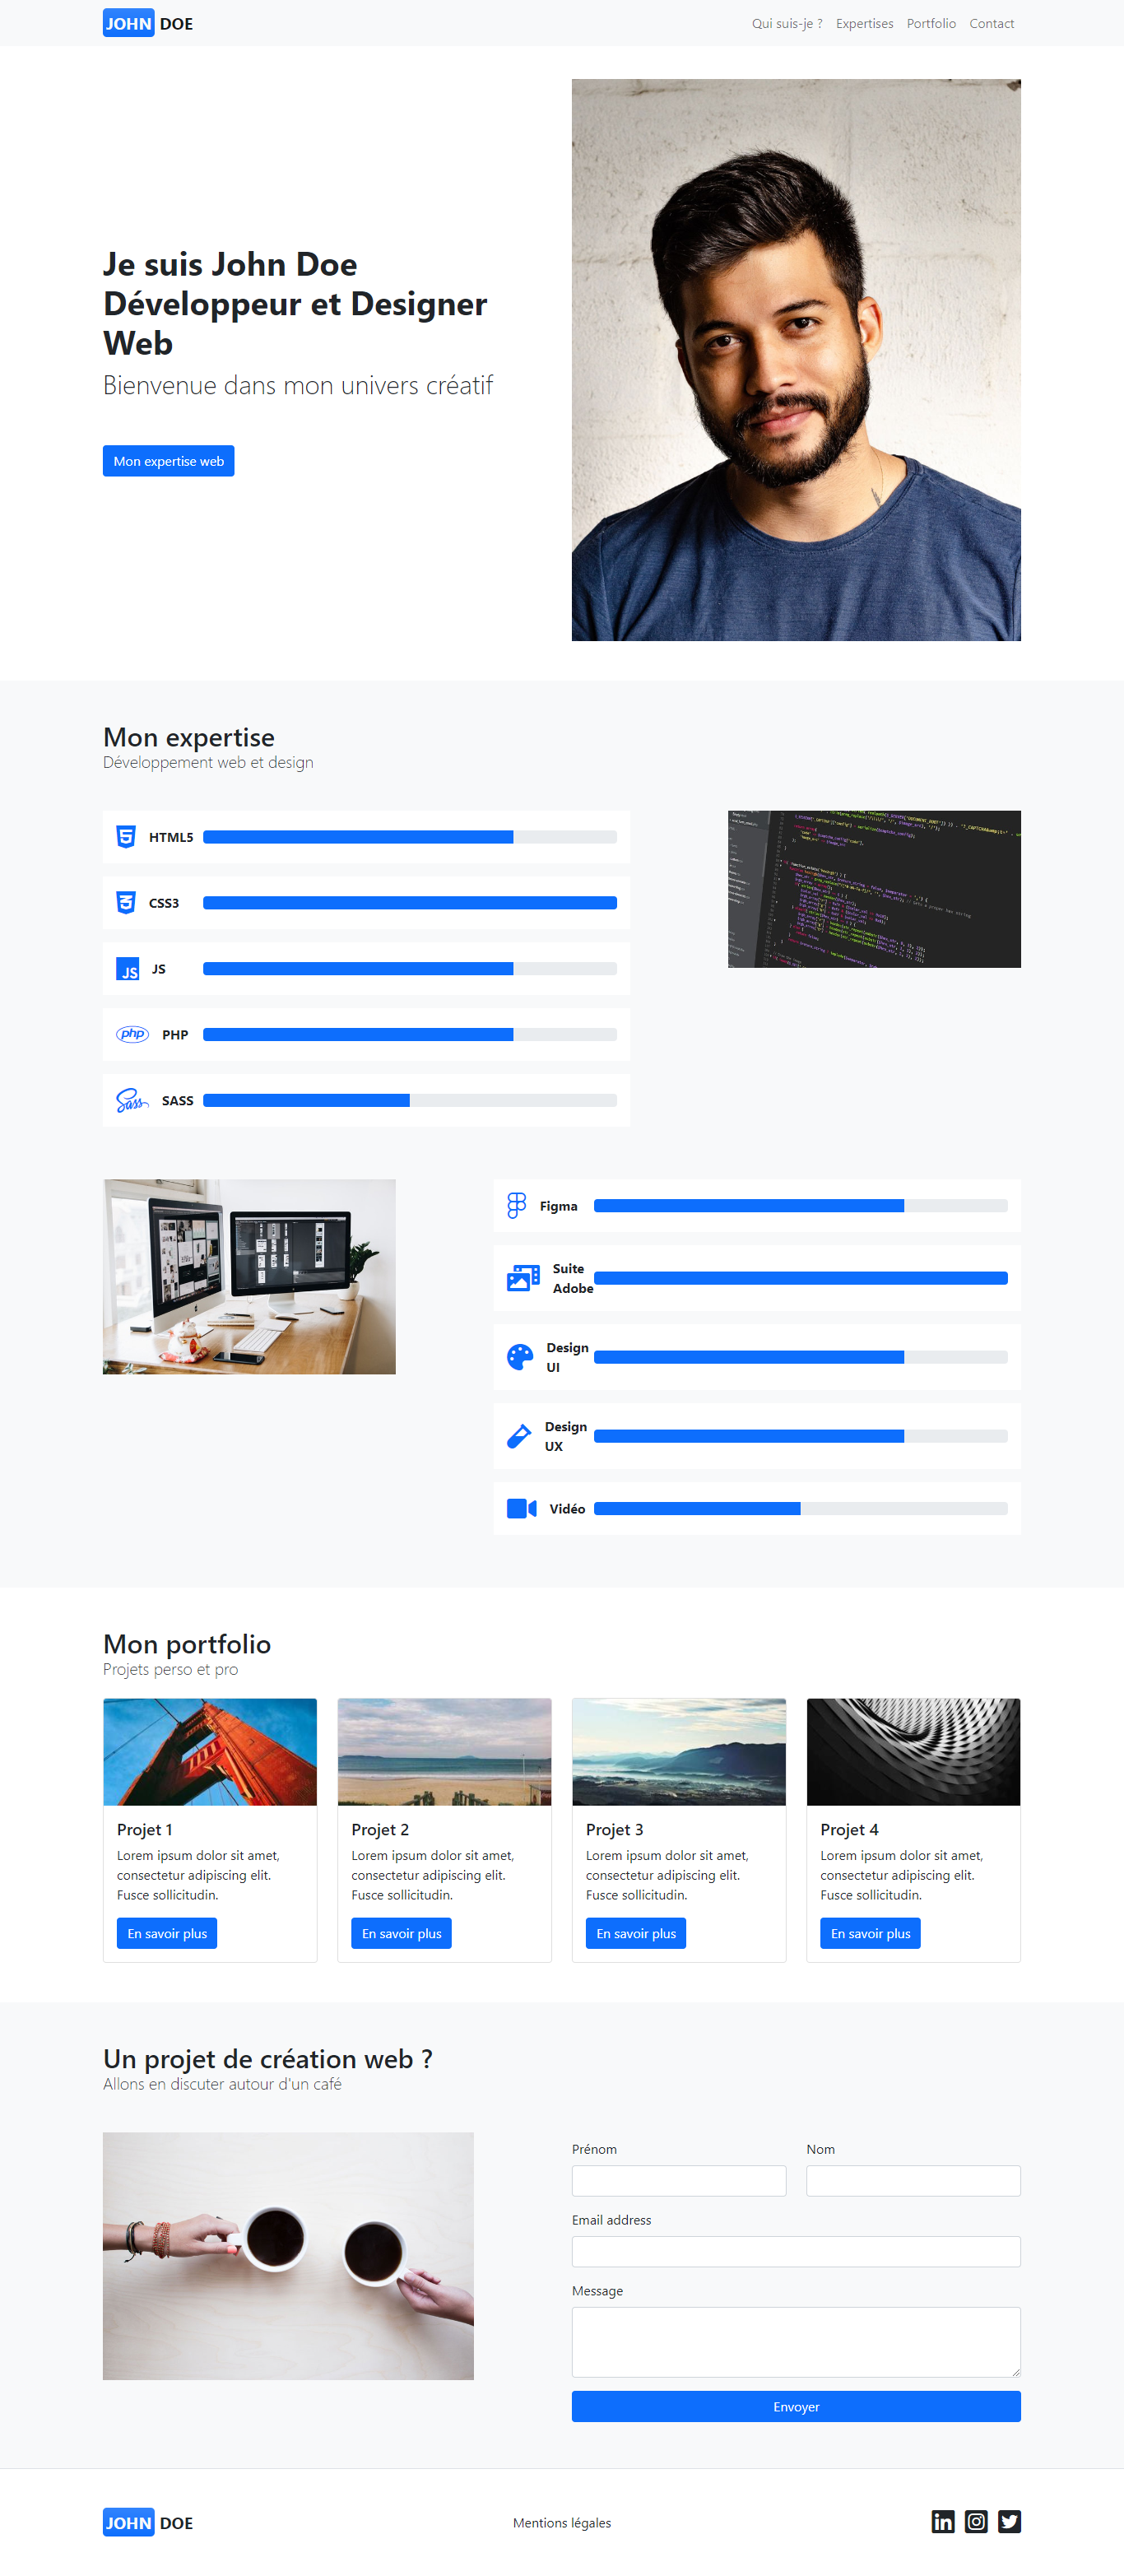 JOHN DOE
Qui suis-je ? Expertises Portfolio Contact
Je suis John Doe
Développeur et Designer
Web
Bienvenue dans mon univers créatif
Mon expertise web
Mon expertise
Développement web et design
HTML5
CSS3
JS JS
php PHP
Sass SASS
Figma
Suite
Adobe
Design
UI
Design
UX
Vidéo
Mon portfolio
Projets perso et pro
Projet 1
Lorem ipsum dolor sit amet,
consectetur adipiscing elit.
Fusce sollicitudin.
En savoir plus
Projet 2
Lorem ipsum dolor sit amet,
consectetur adipiscing elit.
Fusce sollicitudin.
En savoir plus
Projet 3
Lorem ipsum dolor sit amet,
consectetur adipiscing elit.
Fusce sollicitudin.
En savoir plus
Projet 4
Lorem ipsum dolor sit amet,
consectetur adipiscing elit.
Fusce sollicitudin.
En savoir plus
Un projet de création web ?
Allons en discuter autour d'un café
Prénom Nom
Email address
Message
Envoyer
JOHN DOE
Mentions légales
in